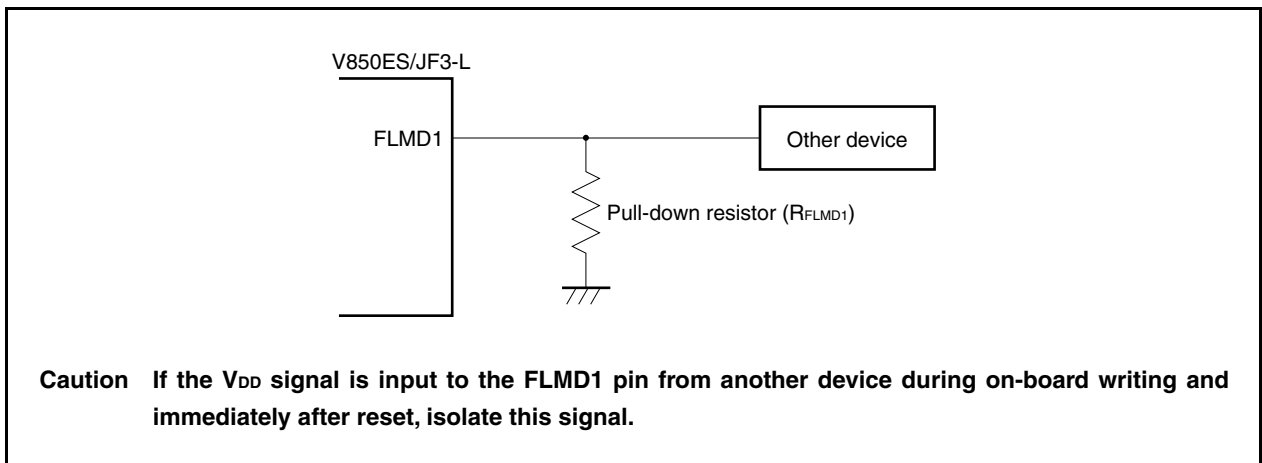 V850ES/JF3-L
FLMD1
Other device
Pull-down resistor (RFLMD1)
Caution If the VDD signal is input to the FLMD1 pin from another device during on-board writing and
immediately after reset, isolate this signal.